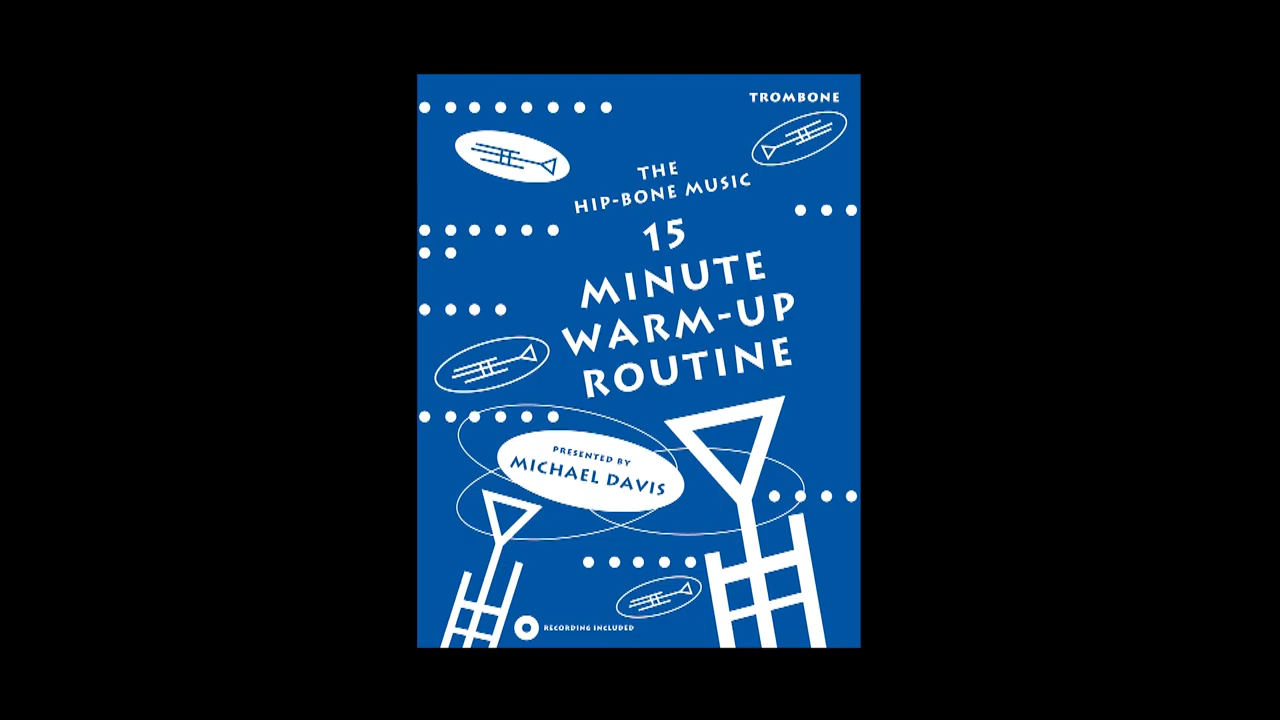 TROMBONE
THE
HIP-BONE MUSIC
15
MINUTE
WARM-UP
ROUTINE
PRESENTED BY
MICHAEL DAVIS
RECORDING INCLUDED